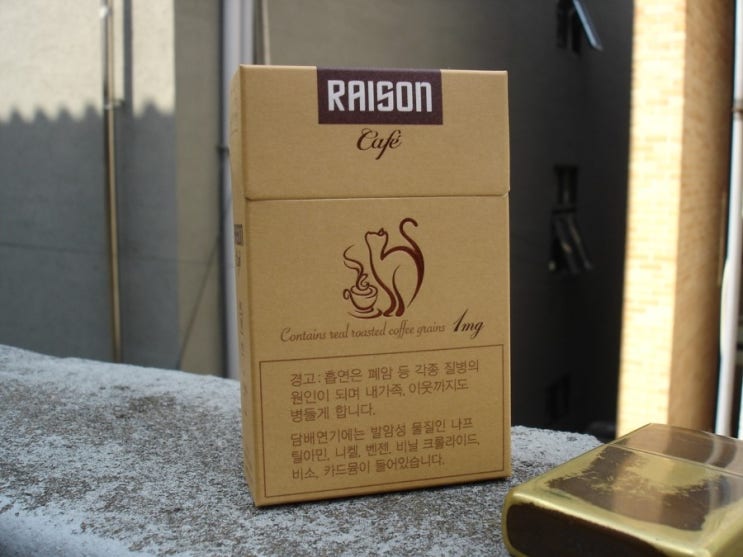 RAISON
Café
RAISON
Contains real roasted coffee grains 1mg
경고: 흡연은 폐암 등 각종 질병의
원인이 되며 내가족, 이웃까지도
병들게 합니다.
담배연기에는 발암성 물질인 나프
틸아민, 니켈, 벤젠, 비닐 크롤라이드,
비소, 카드뮴이 들어있습니다.